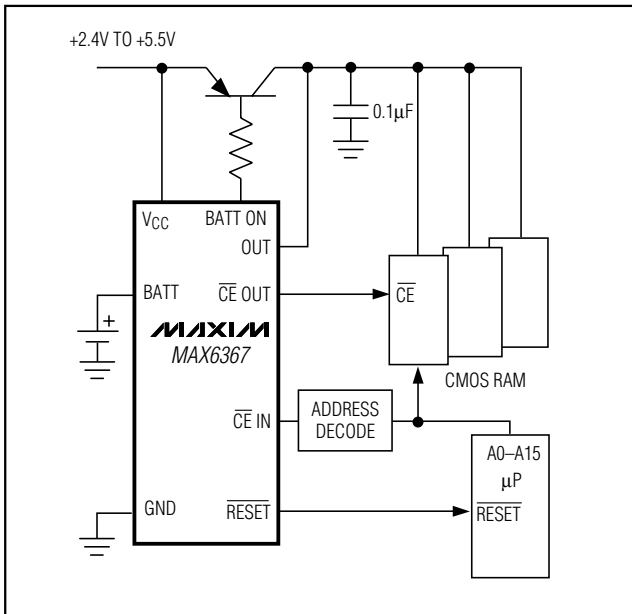 +2.4V TO +5.5V
0.1μF
VCC
BATT ON
OUT
BATT
CE OUT
CE
MAXIM
MAX6367
CMOS RAM
CE IN
ADDRESS
DECODE
A0–A15
μP
GND
RESET
RESET